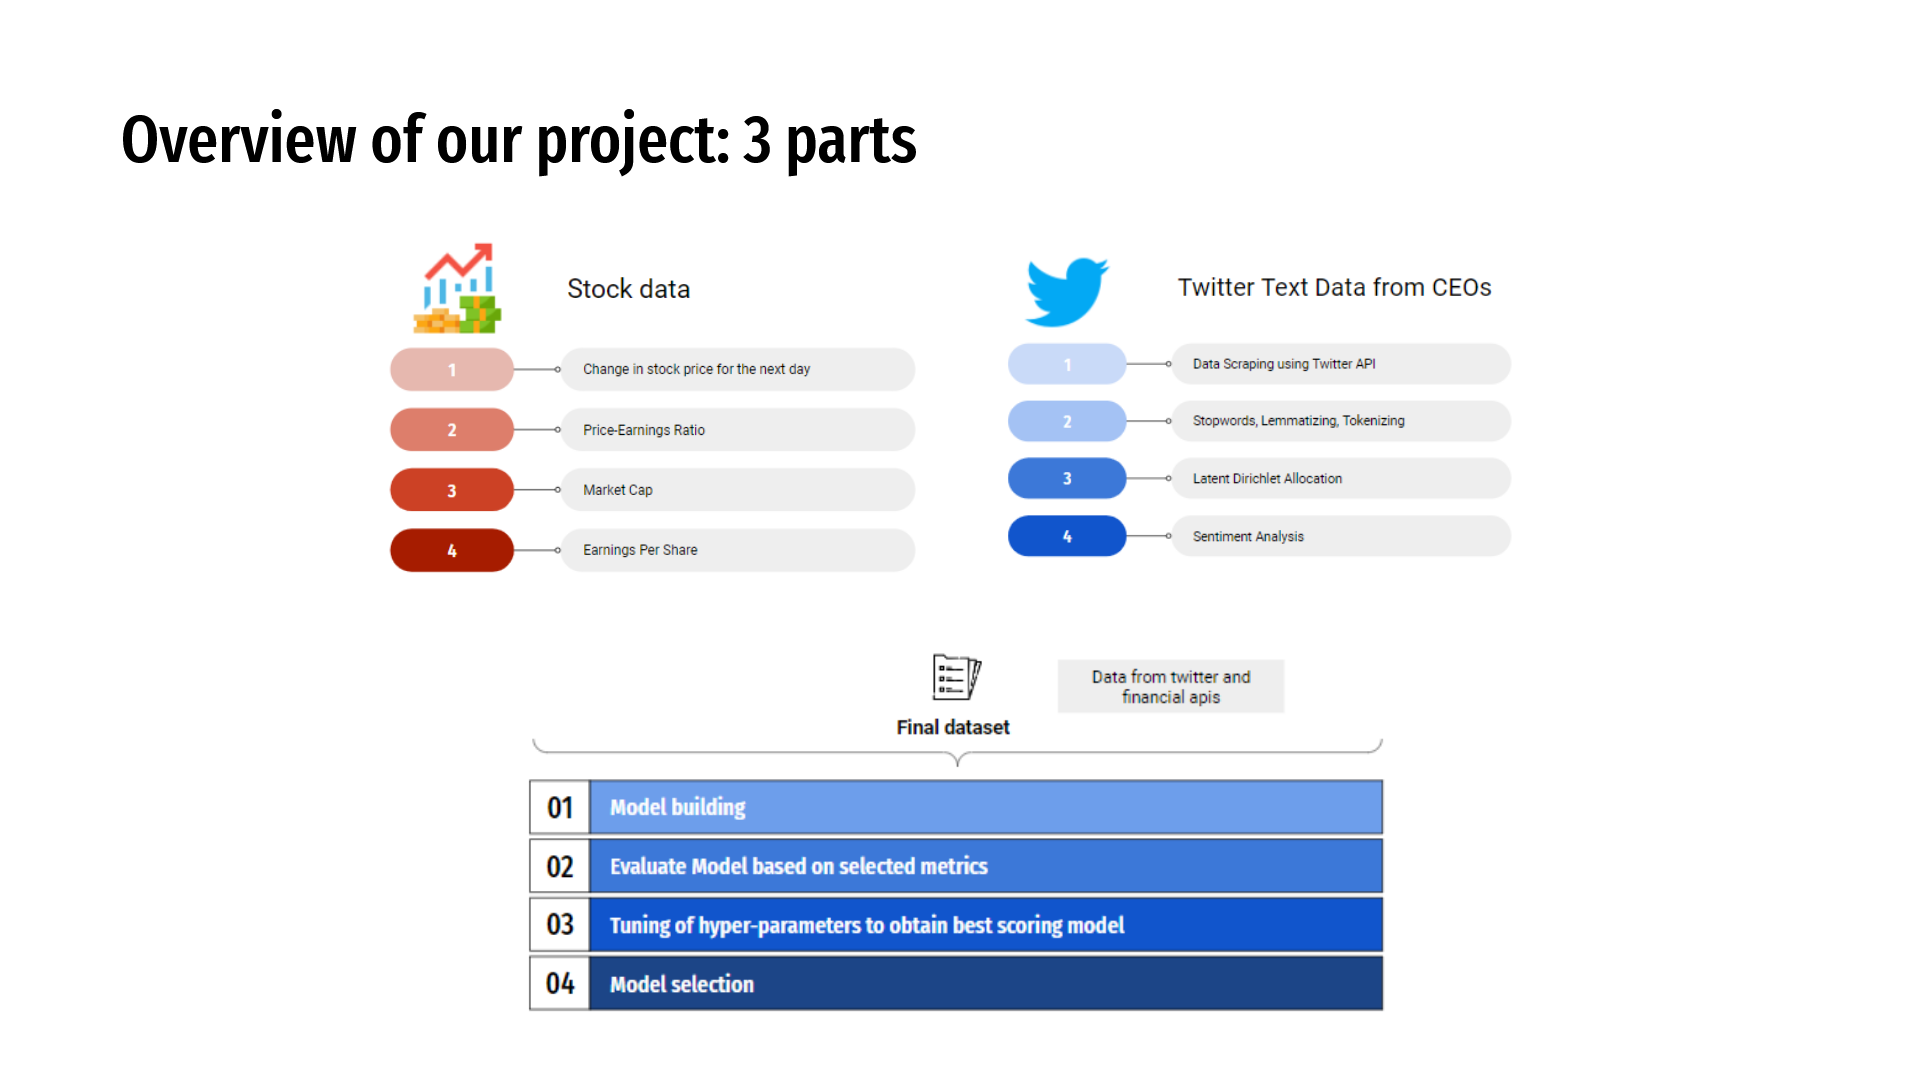 Overview of our project: 3 parts
Stock data
1
Change in stock price for the next day
2
Price-Earnings Ratio
3
Market Cap
4
Earnings Per Share
Twitter Text Data from CEOs
1
Data Scraping using Twitter API
2
Stopwords, Lemmatizing, Tokenizing
3
Latent Dirichlet Allocation
4
Sentiment Analysis
Data from twitter and
financial apis
Final dataset
01 Model building
02 Evaluate Model based on selected metrics
03 Tuning of hyper-parameters to obtain best scoring model
04 Model selection